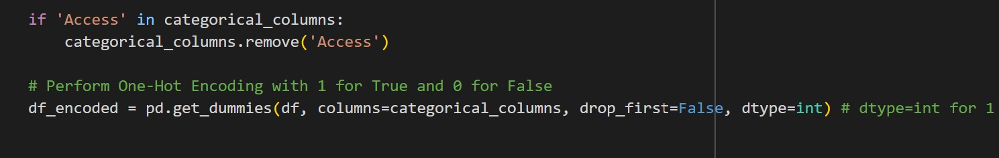 if 'Access' in categorical_columns:
    categorical_columns.remove('Access')
# Perform One-Hot Encoding with 1 for True and 0 for False
df_encoded = pd.get_dummies(df, columns=categorical_columns, drop_first=False, dtype=int) # dtype=int for 1